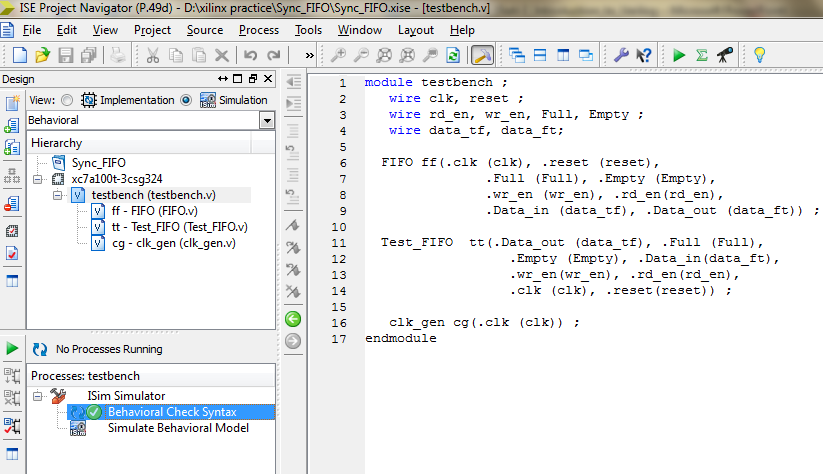 ISE Project Navigator (P.49d) - D:\xilinx practice\Sync_FIFO\Sync_FIFO.xise - [testbench.v]
File Edit View Project Source Process Tools Window Layout Help
Design
View: Implementation Simulation
Behavioral
Hierarchy
Sync_FIFO
xc7a100t-3csg324
testbench (testbench.v)
ff - FIFO (FIFO.v)
tt - Test_FIFO (Test_FIFO.v)
cg - clk_gen (clk_gen.v)
No Processes Running
Processes: testbench
ISim Simulator
Behavioral Check Syntax
Simulate Behavioral Model
1 module testbench ;
2 wire clk, reset ;
3 wire rd_en, wr_en, Full, Empty ;
4 wire data_tf, data_ft;
5
6 FIFO ff(.clk (clk), .reset (reset),
7 .Full (Full), .Empty (Empty),
8 .wr_en (wr_en), .rd_en(rd_en),
9 .Data_in (data_tf), .Data_out (data_ft)) ;
10
11 Test_FIFO tt(.Data_out (data_tf), .Full (Full),
12 .Empty (Empty), .Data_in(data_ft),
13 .wr_en(wr_en), .rd_en(rd_en),
14 .clk (clk), .reset(reset)) ;
15
16 clk_gen cg(.clk (clk)) ;
17 endmodule